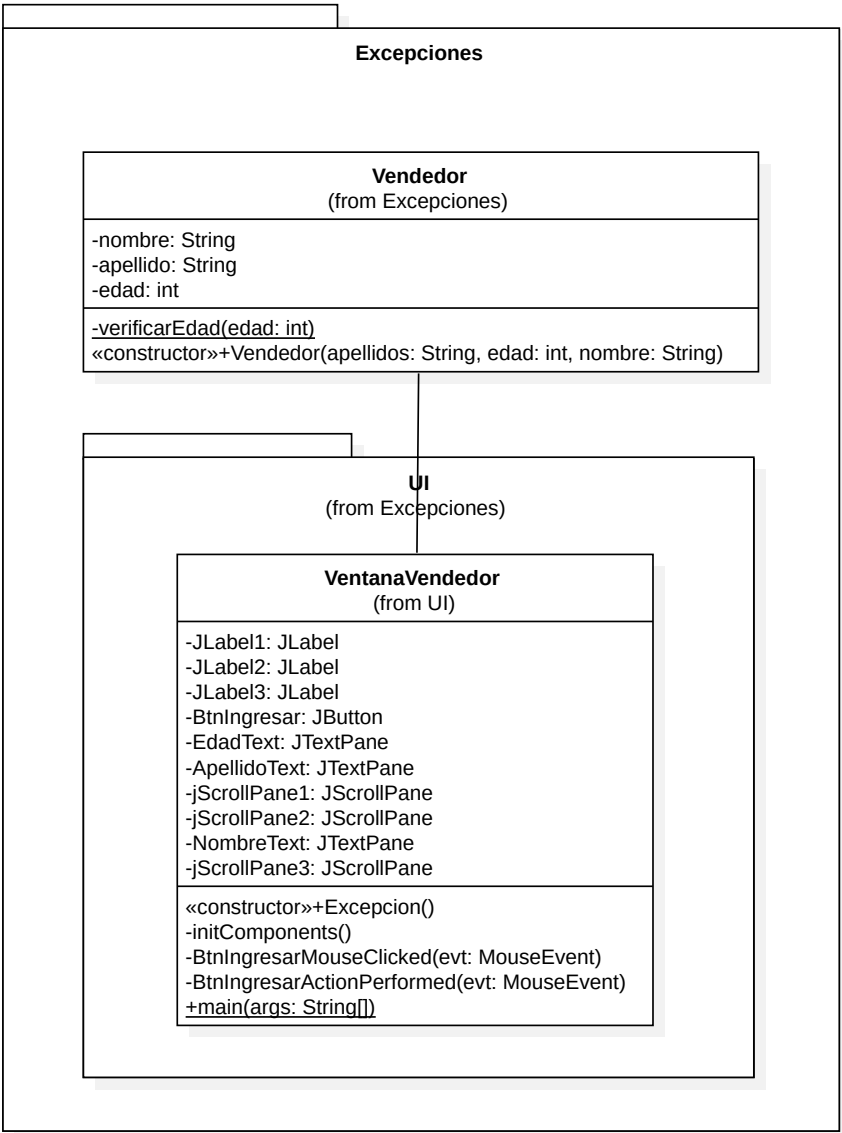 Excepciones
Vendedor
(from Excepciones)
-nombre: String
-apellido: String
-edad: int
-verificarEdad(edad: int)
«constructor»+Vendedor(apellidos: String, edad: int, nombre: String)
UI
(from Excepciones)
VentanaVendedor
(from UI)
-JLabel1: JLabel
-JLabel2: JLabel
-JLabel3: JLabel
-BtnIngresar: JButton
-EdadText: JTextPane
-ApellidoText: JTextPane
-jScrollPane1: JScrollPane
-jScrollPane2: JScrollPane
-NombreText: JTextPane
-jScrollPane3: JScrollPane
«constructor»+Excepcion()
-initComponents()
-BtnIngresarMouseClicked(evt: MouseEvent)
-BtnIngresarActionPerformed(evt: MouseEvent)
+main(args: String[])